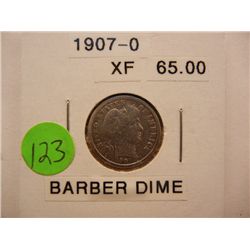 1907-O
XF 65.00
123
BARBER DIME